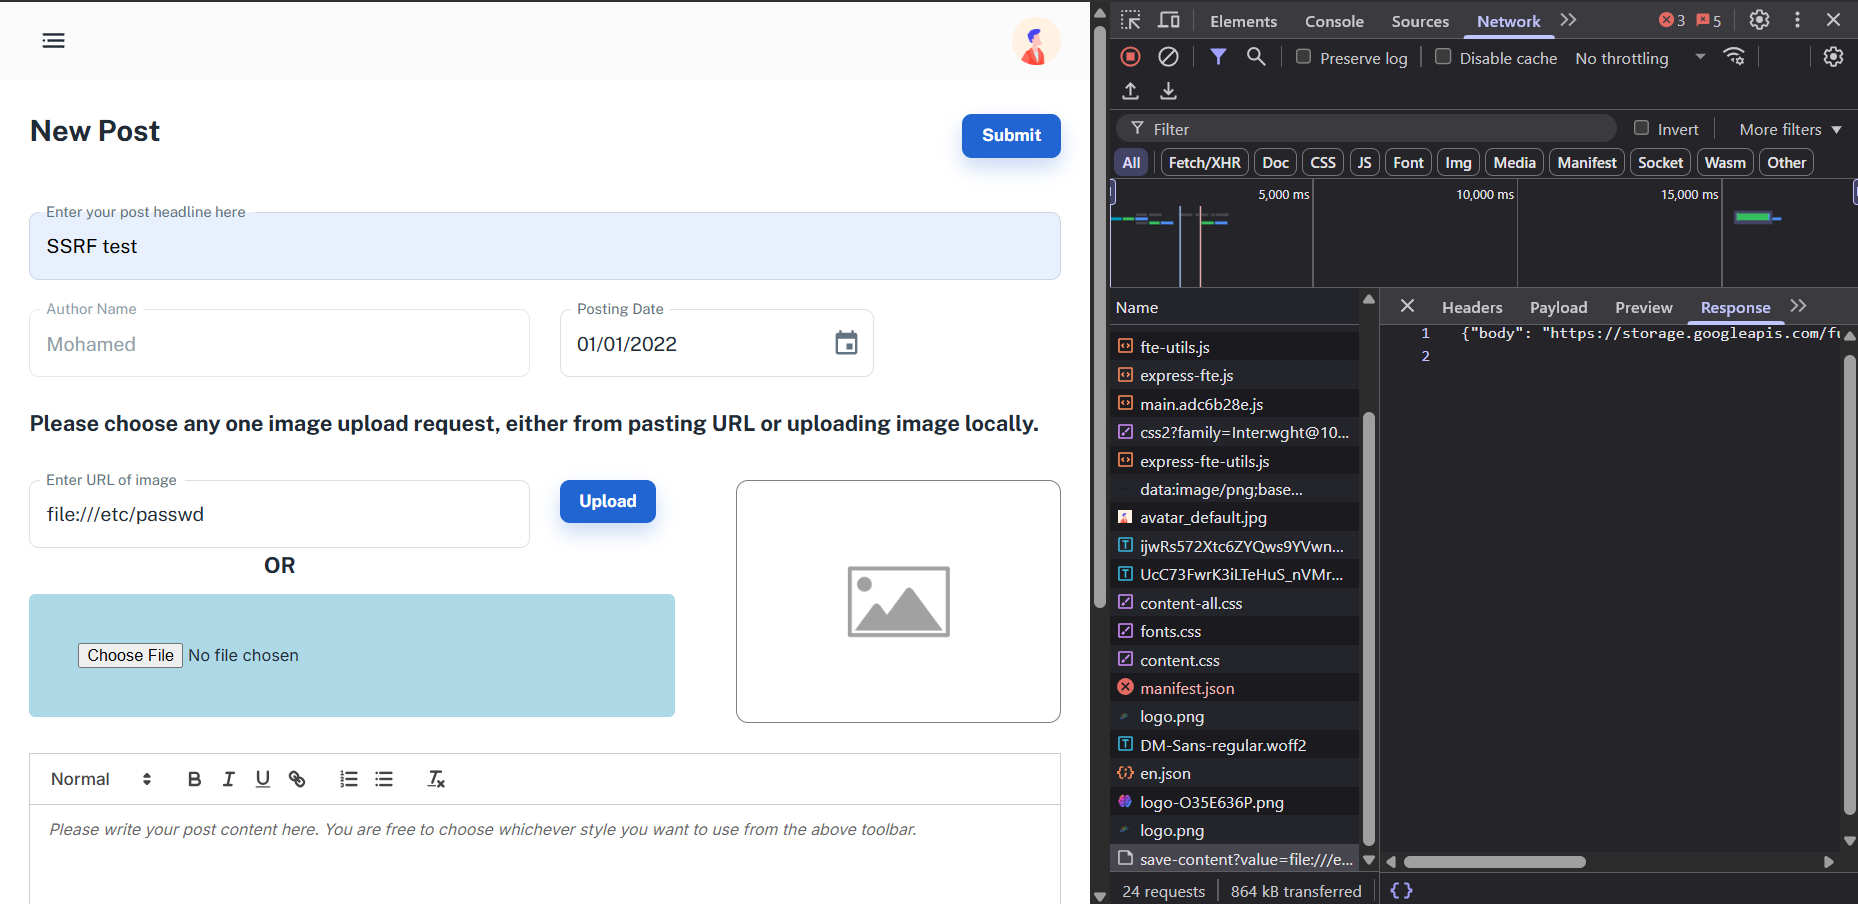 New Post
Submit
Enter your post headline here
SSRF test
Author Name
Mohamed
Posting Date
01/01/2022
Please choose any one image upload request, either from pasting URL or uploading image locally.
Enter URL of image
file:///etc/passwd
Upload
OR
Choose File No file chosen
Normal
B I U
Please write your post content here. You are free to choose whichever style you want to use from the above toolbar.
Elements Console Sources Network 3 5
Preserve log Disable cache No throttling
Filter Invert More filters
All Fetch/XHR Doc CSS JS Font Img Media Manifest Socket Wasm Other
5,000 ms 10,000 ms 15,000 ms
Name
fte-utils.js
express-fte.js
main.adc6b28e.js
css2?family=Inter:wght@10...
express-fte-utils.js
data:image/png;base...
avatar_default.jpg
ijwRs572Xtc6ZYQws9YVwn...
UcC73FwrK3iLTeHuS_nVMr...
content-all.css
fonts.css
content.css
manifest.json
logo.png
DM-Sans-regular.woff2
en.json
logo-O35E636P.png
logo.png
save-content?value=file:///e...
24 requests 864 kB transferred
Headers Payload Preview Response
1 {"body": "https://storage.googleapis.com/fu
2
{}